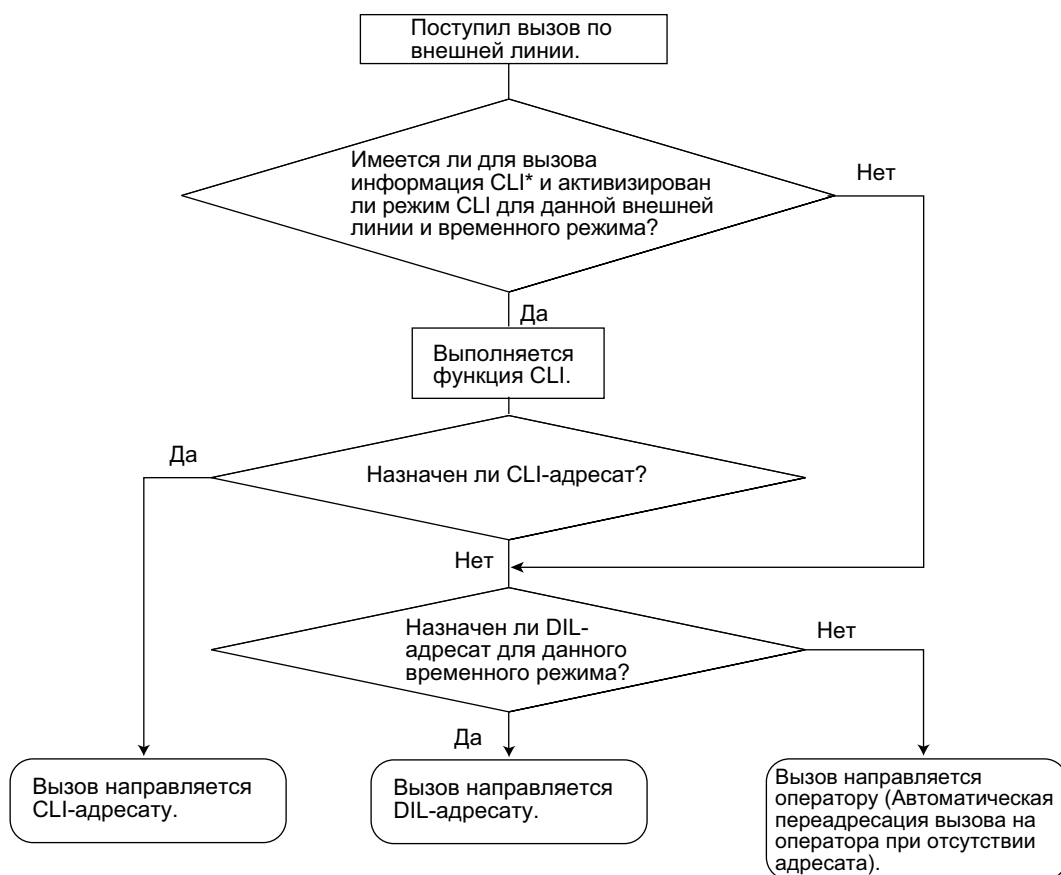 Поступил вызов по
внешней линии.
Имеется ли для вызова
информация CLI* и активизирован
ли режим CLI для данной внешней
линии и временного режима?
Нет
Да
Выполняется
функция CLI.
Да
Назначен ли CLI-адресат?
Нет
Назначен ли DIL-
адресат для данного
временного режима?
Нет
Да
Вызов направляется
CLI-адресату.
Вызов направляется
DIL-адресату.
Вызов направляется
оператору (Автоматическая
переадресация вызова на
оператора при отсутствии
адресата).